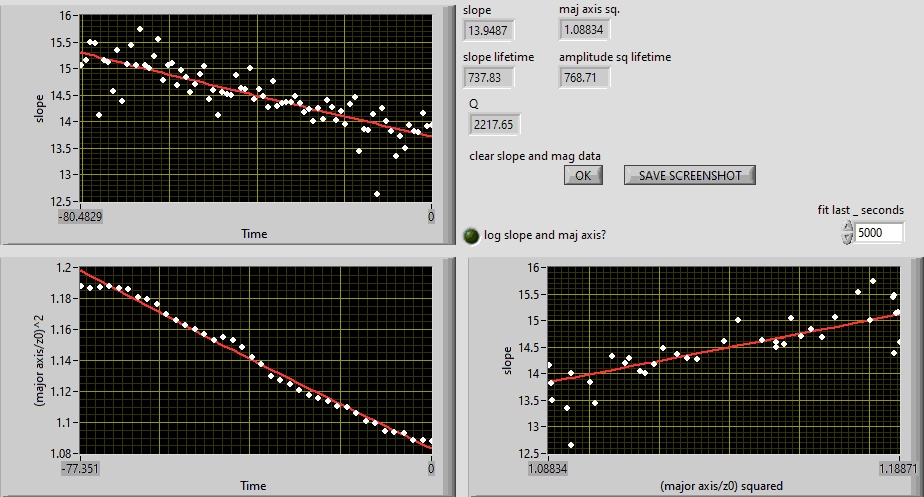 slope
maj axis sq.
13.9487
1.08834
slope lifetime
amplitude sq lifetime
737.83
768.71
Q
2217.65
clear slope and mag data
OK
SAVE SCREENSHOT
fit last _ seconds
5000
log slope and maj axis?
16
15.5
15
14.5
14
13.5
13
12.5
slope
-80.4829
0
Time
1.2
1.18
1.16
1.14
1.12
1.1
1.08
(major axis/z0)^2
-77.351
0
Time
16
15.5
15
14.5
14
13.5
13
12.5
slope
1.08834
1.18871
(major axis/z0) squared